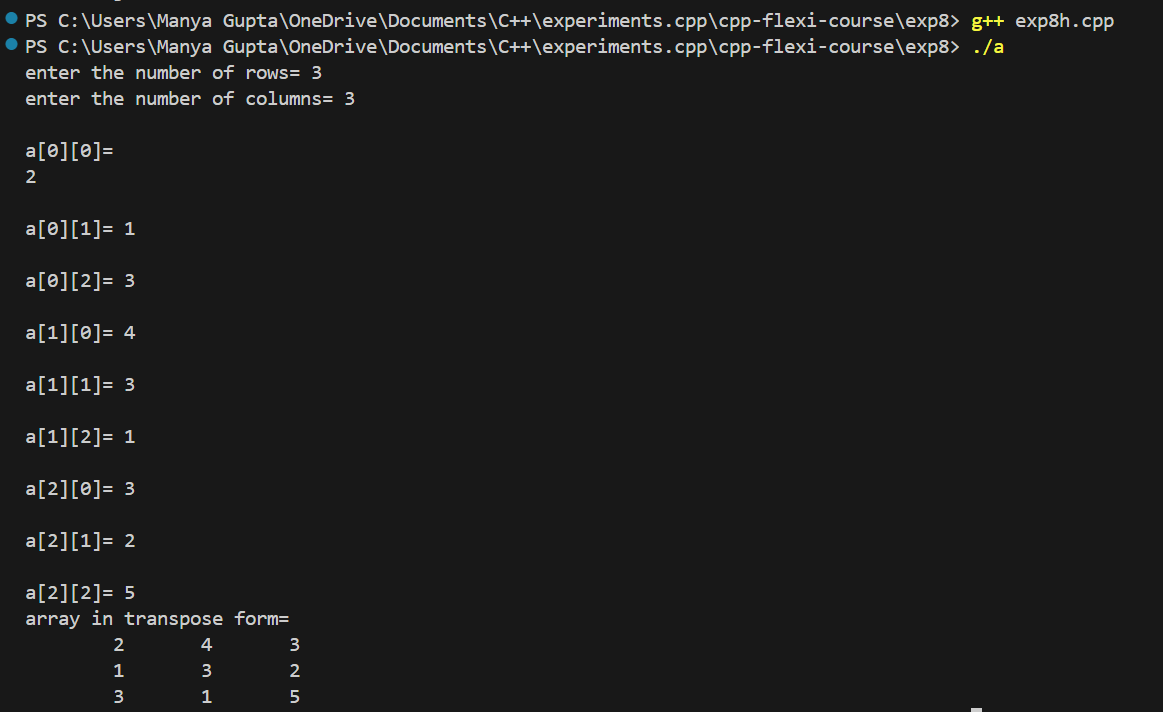 PS C:\Users\Manya Gupta\OneDrive\Documents\C++\experiments.cpp\cpp-flexi-course\exp8> g++ exp8h.cpp
PS C:\Users\Manya Gupta\OneDrive\Documents\C++\experiments.cpp\cpp-flexi-course\exp8> ./a
enter the number of rows= 3
enter the number of columns= 3
a[0][0]=
2
a[0][1]= 1
a[0][2]= 3
a[1][0]= 4
a[1][1]= 3
a[1][2]= 1
a[2][0]= 3
a[2][1]= 2
a[2][2]= 5
array in transpose form=
2 4 3
1 3 2
3 1 5